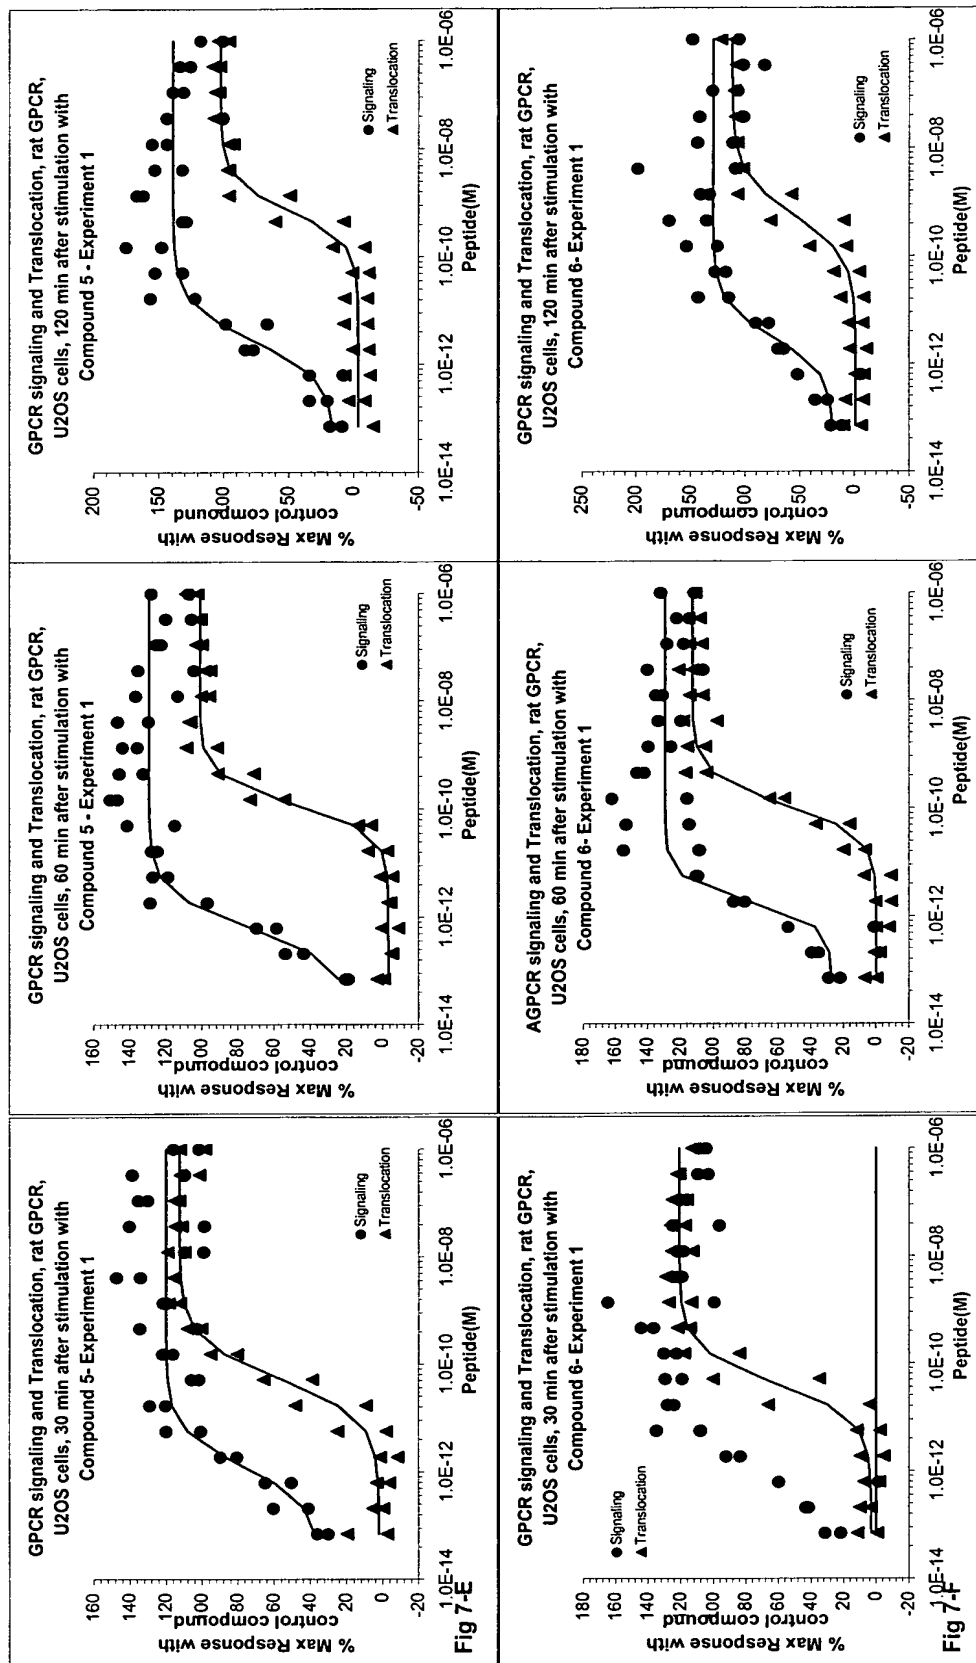 GPCR signaling and Translocation, rat GPCR,
U2OS cells, 30 min after stimulation with
Compound 5- Experiment 1
% Max Response with
control compound
160
140
120
100
80
60
40
20
0
-20
1.0E-14
1.0E-12
1.0E-10
1.0E-08
1.0E-06
Peptide(M)
Signaling
Translocation
Fig 7-E
GPCR signaling and Translocation, rat GPCR,
U2OS cells, 60 min after stimulation with
Compound 5 - Experiment 1
% Max Response with
control compound
160
140
120
100
80
60
40
20
0
-20
1.0E-14
1.0E-12
1.0E-10
1.0E-08
1.0E-06
Peptide(M)
Signaling
Translocation
GPCR signaling and Translocation, rat GPCR,
U2OS cells, 120 min after stimulation with
Compound 5 - Experiment 1
% Max Response with
control compound
200
150
100
50
0
-50
1.0E-14
1.0E-12
1.0E-10
1.0E-08
1.0E-06
Peptide(M)
Signaling
Translocation
GPCR signaling and Translocation, rat GPCR,
U2OS cells, 30 min after stimulation with
Compound 6- Experiment 1
Signaling
Translocation
% Max Response with
control compound
180
160
140
120
100
80
60
40
20
0
1.0E-14
1.0E-12
1.0E-10
1.0E-08
1.0E-06
Peptide(M)
Fig 7-F
AGPCR signaling and Translocation, rat GPCR,
U2OS cells, 60 min after stimulation with
Compound 6- Experiment 1
% Max Response with
control compound
180
160
140
120
100
80
60
40
20
0
-20
1.0E-14
1.0E-12
1.0E-10
1.0E-08
1.0E-06
Peptide(M)
Signaling
Translocation
GPCR signaling and Translocation, rat GPCR,
U2OS cells, 120 min after stimulation with
Compound 6- Experiment 1
% Max Response with
control compound
250
200
150
100
50
0
-50
1.0E-14
1.0E-12
1.0E-10
1.0E-08
1.0E-06
Peptide(M)
Signaling
Translocation